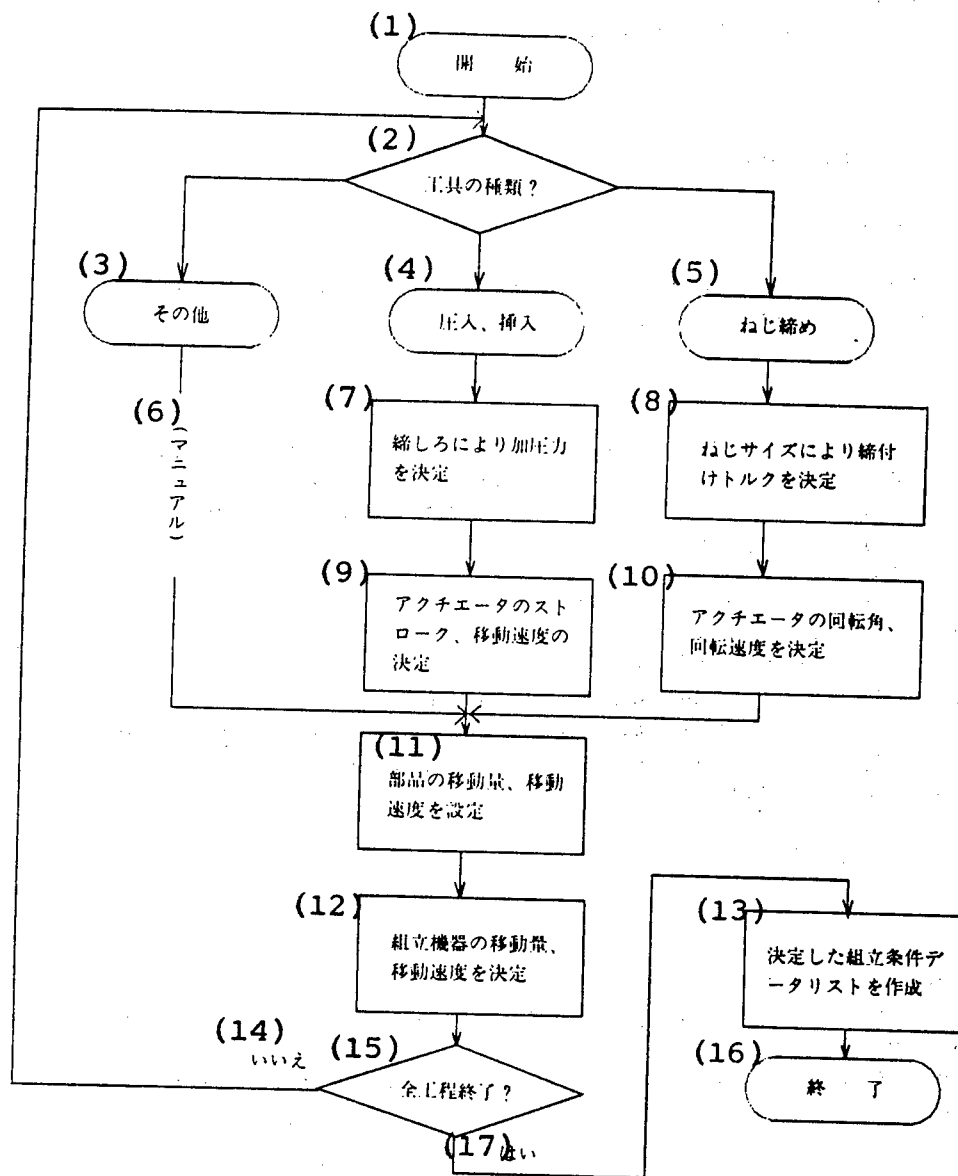 (1)
開 始
(2)
工具の種類?
(3)
その他
(4)
圧入、挿入
(5)
ねじ締め
(6)
(マニュアル)
(7)
締しろにより加圧力
を決定
(8)
ねじサイズにより締付
けトルクを決定
(9)
アクチエータのスト
ローク、移動速度の
決定
(10)
アクチエータの回転角、
回転速度を決定
(11)
部品の移動量、移動
速度を設定
(12)
組立機器の移動量、
移動速度を決定
(13)
決定した組立条件デ
ータリストを作成
(14)
いいえ
(15)
全工程終了?
(16)
終 了
(17)
はい